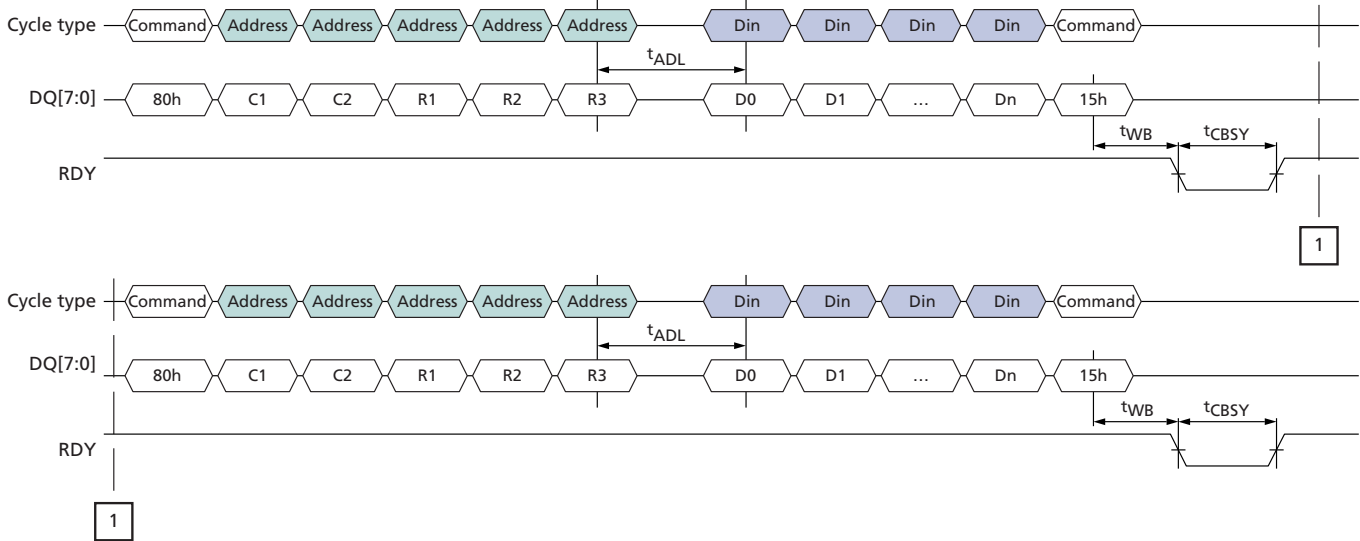 Cycle type Command Address Address Address Address Address Din Din Din Din Command
tADL
DQ[7:0] 80h C1 C2 R1 R2 R3 D0 D1 … Dn 15h
tWB tCBSY
RDY
1
Cycle type Command Address Address Address Address Address Din Din Din Din Command
tADL
DQ[7:0] 80h C1 C2 R1 R2 R3 D0 D1 … Dn 15h
tWB tCBSY
RDY
1